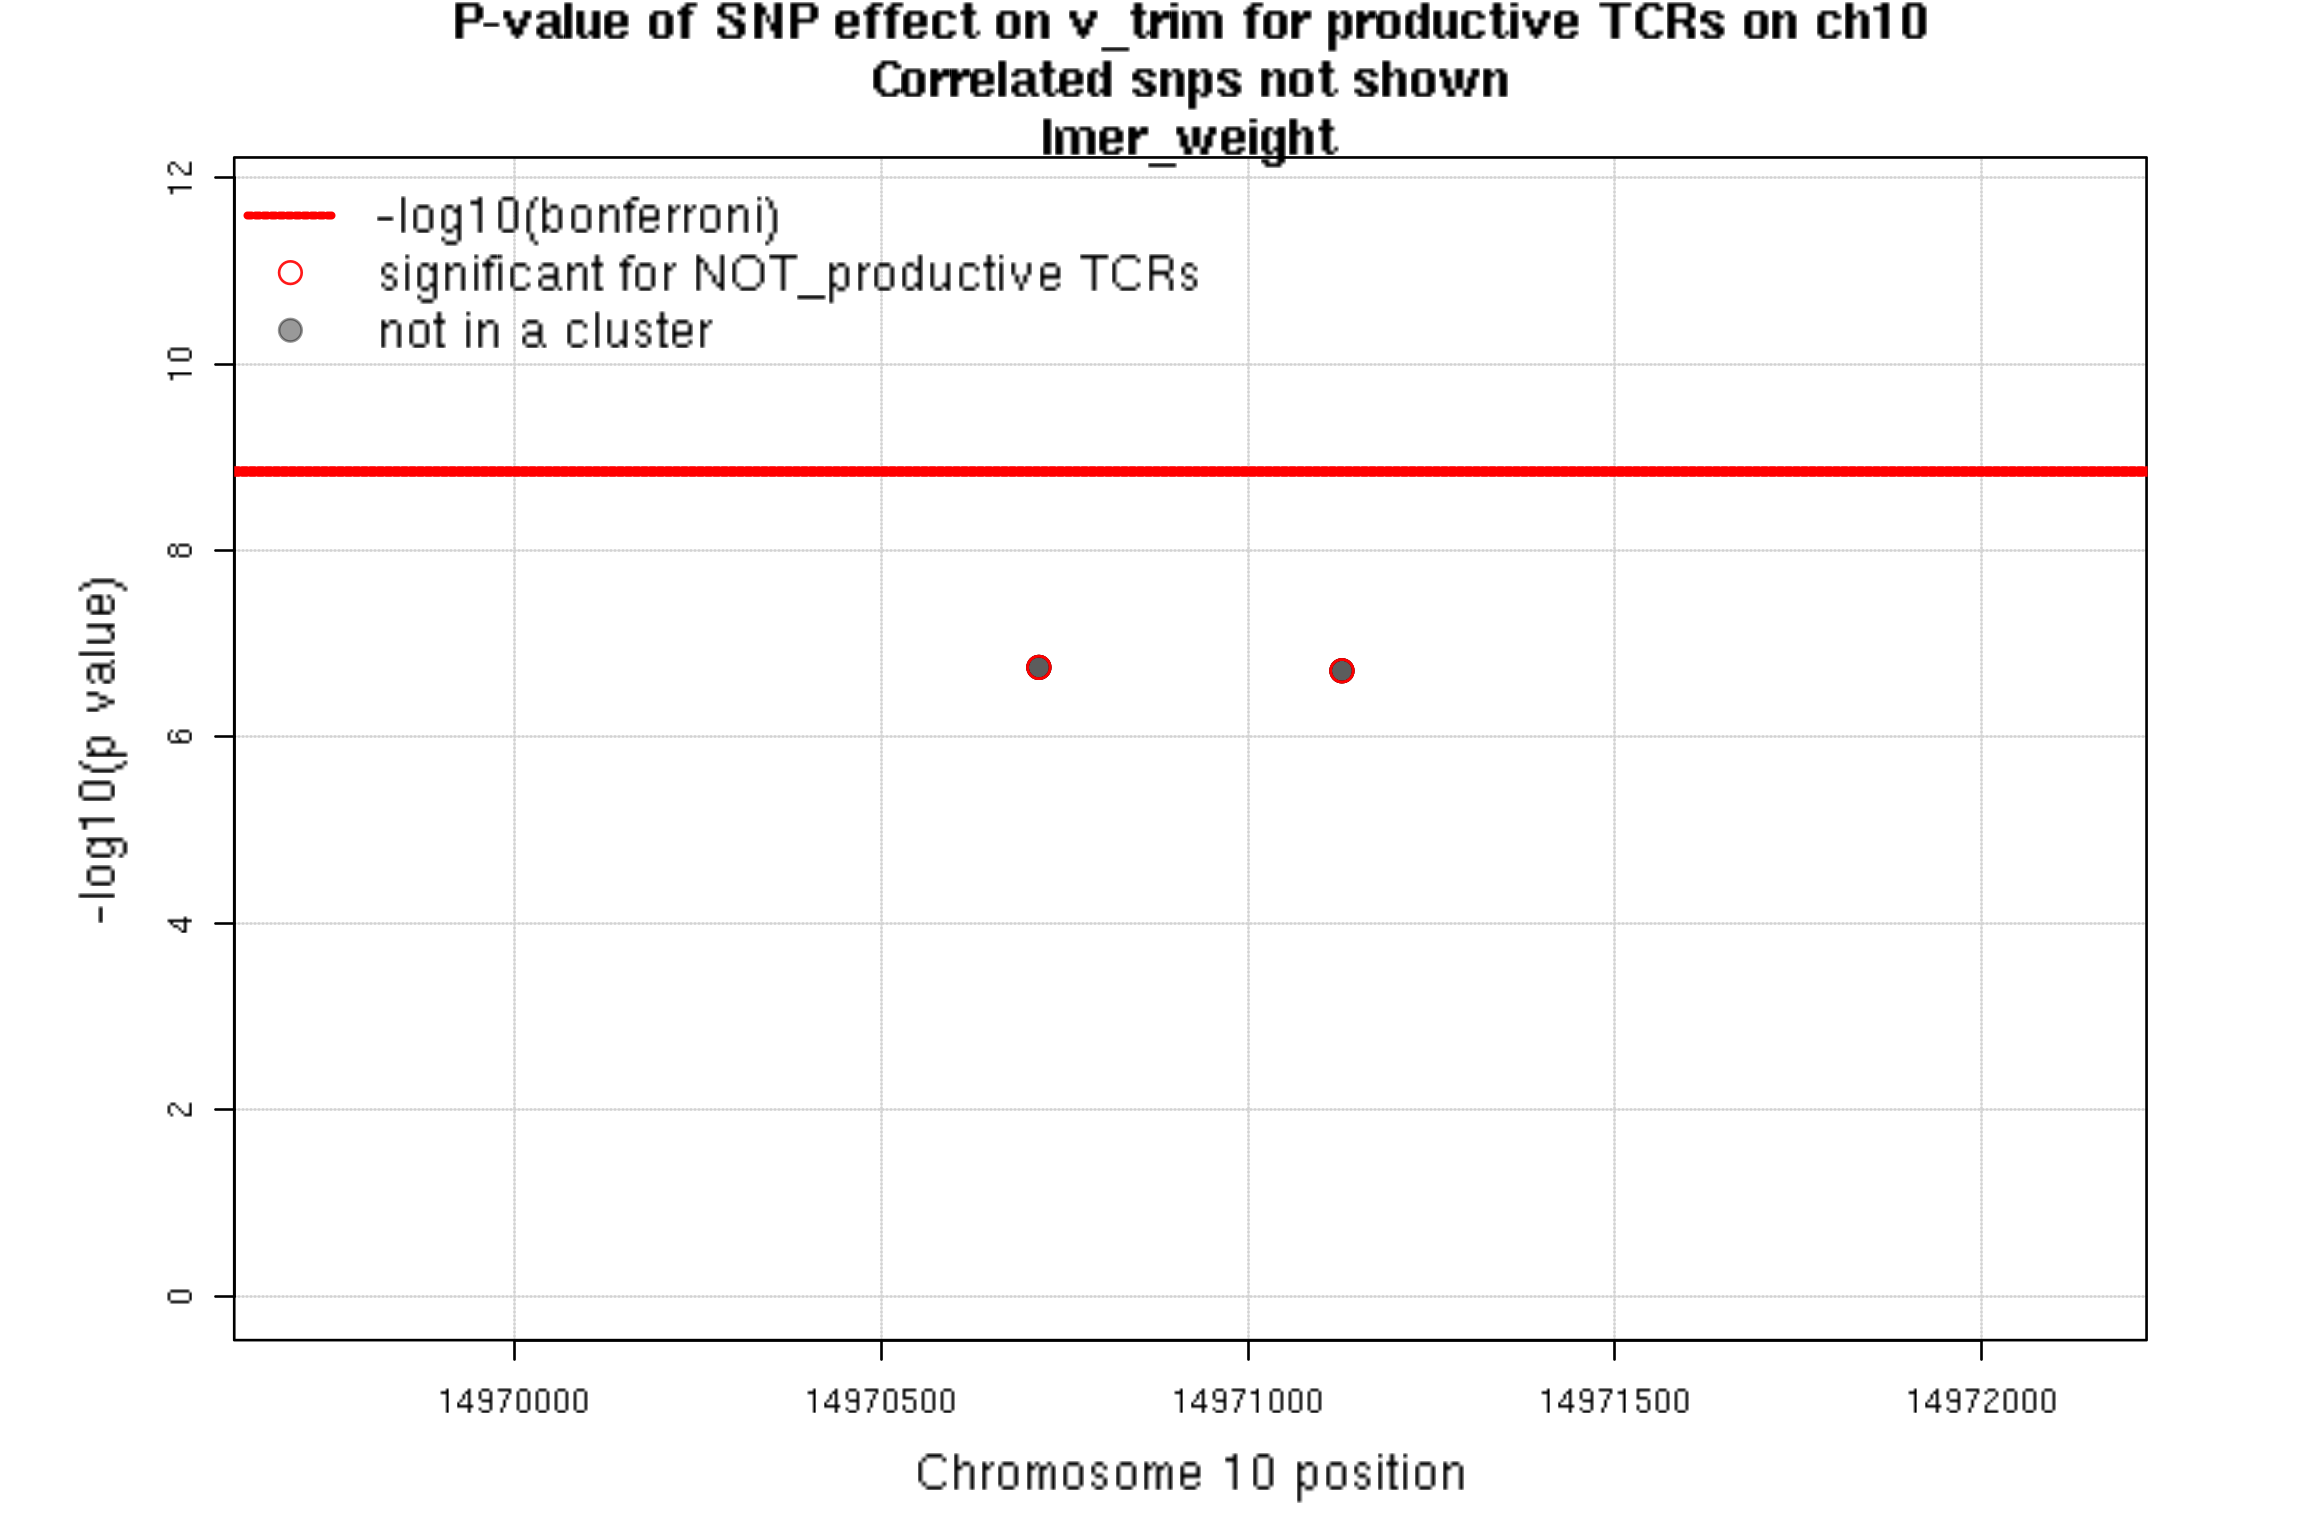 P-value of SNP effect on v_trim for productive TCRs on ch10
Correlated snps not shown
lmer_weight
-log10(bonferroni)
significant for NOT_productive TCRs
not in a cluster
12
10
8
6
4
2
0
-log10(p value)
14970000 14970500 14971000 14971500 14972000
Chromosome 10 position